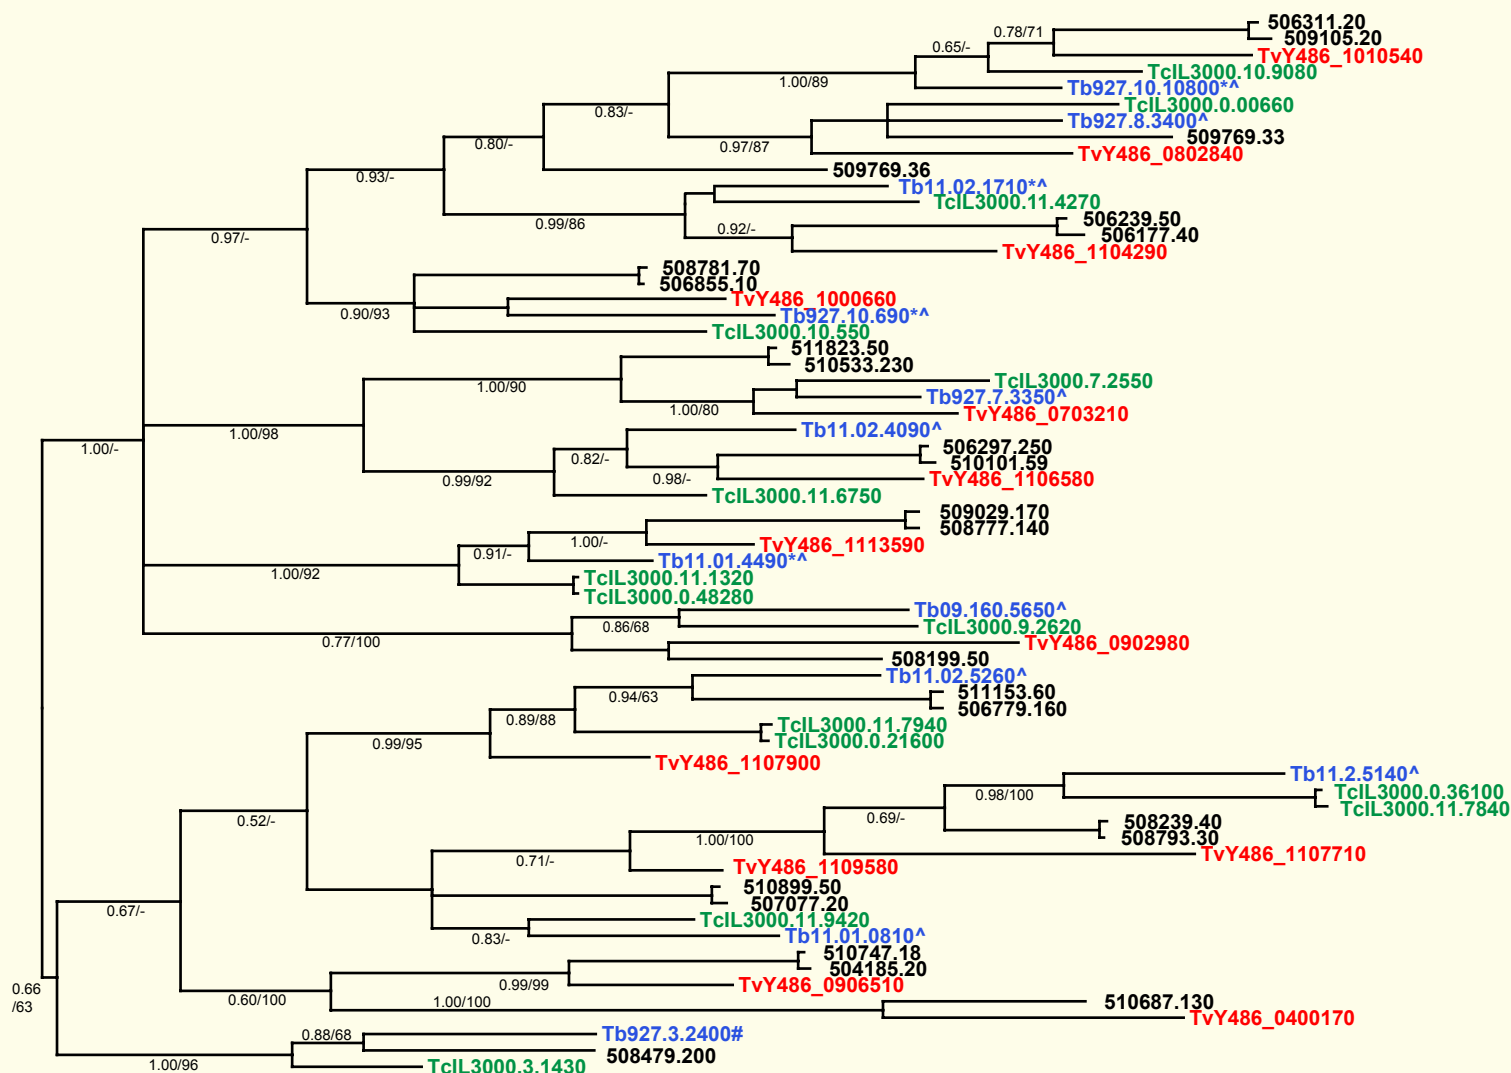 506311.20
0.78/71
509105.20
0.65/-
TvY486_1010540
TcIL3000.10.9080
1.00/89
Tb927.10.10800*^
TcIL3000.0.00660
0.83/-
Tb927.8.3400^
509769.33
0.80/-
0.97/87
TvY486_0802840
509769.36
0.93/-
Tb11.02.1710*^
TcIL3000.11.4270
506239.50
0.99/86
0.92/-
506177.40
0.97/-
TvY486_1104290
508781.70
506855.10
TvY486_1000660
0.90/93
Tb927.10.690*^
TcIL3000.10.550
511823.50
510533.230
1.00/90
TcIL3000.7.2550
Tb927.7.3350^
1.00/80
TvY486_0703210
1.00/98
Tb11.02.4090^
1.00/-
506297.250
0.82/-
510101.59
0.99/92
0.98/-
TvY486_1106580
TcIL3000.11.6750
509029.170
508777.140
1.00/-
TvY486_1113590
0.91/-
Tb11.01.4490*^
1.00/92
TcIL3000.11.1320
TcIL3000.0.48280
Tb09.160.5650^
0.86/68
TcIL3000.9.2620
0.77/100
TvY486_0902980
508199.50
Tb11.02.5260^
0.94/63
511153.60
506779.160
0.89/88
TcIL3000.11.7940
0.99/95
TcIL3000.0.21600
TvY486_1107900
Tb11.2.5140^
0.98/100
TcIL3000.0.36100
TcIL3000.11.7840
0.52/-
0.69/-
508239.40
508793.30
1.00/100
TvY486_1107710
0.71/-
TvY486_1109580
510899.50
507077.20
0.67/-
TcIL3000.11.9420
0.83/-
Tb11.01.0810^
510747.18
504185.20
0.66
/63
0.99/99
TvY486_0906510
0.60/100
1.00/100
510687.130
TvY486_0400170
0.88/68
Tb927.3.2400#
508479.200
1.00/96
TcIL3000.3.1430